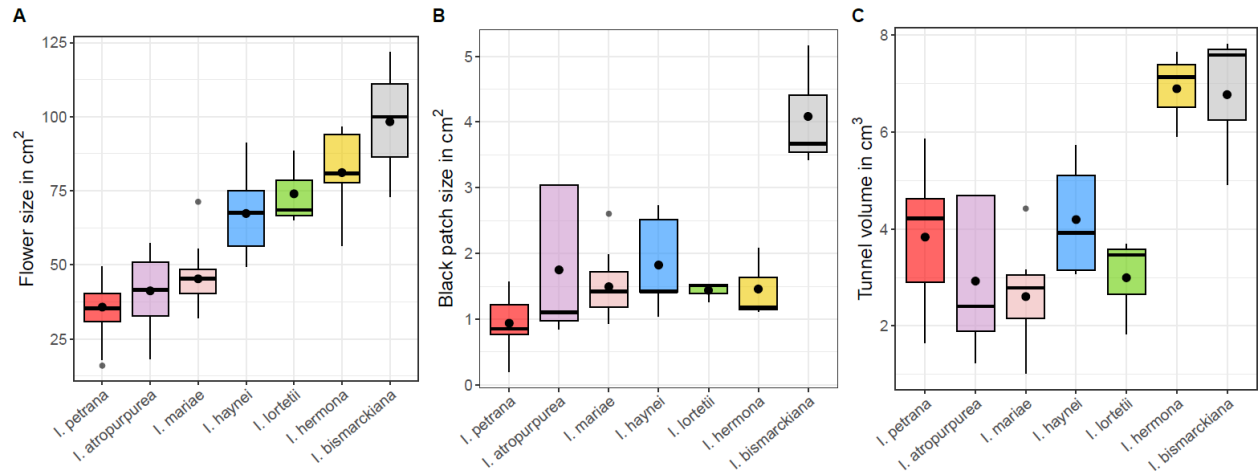 A
Flower size in cm²
125
100
75
50
25
I. petrana
I. atropurpurea
I. mariae
I. haynei
I. lortetii
I. hermona
I. bismarckiana
B
Black patch size in cm²
5
4
3
2
1
0
I. petrana
I. atropurpurea
I. mariae
I. haynei
I. lortetii
I. hermona
I. bismarckiana
C
Tunnel volume in cm³
8
6
4
2
I. petrana
I. atropurpurea
I. mariae
I. haynei
I. lortetii
I. hermona
I. bismarckiana